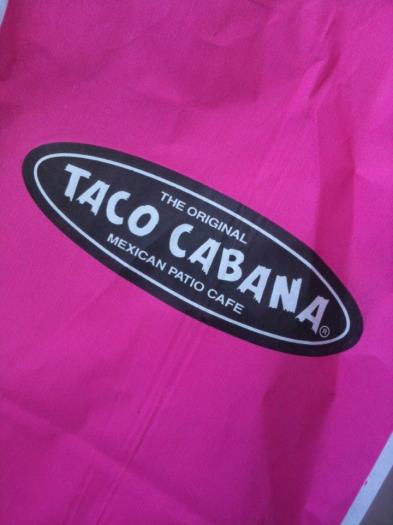 THE ORIGINAL
TACO CABANA®
MEXICAN PATIO CAFE